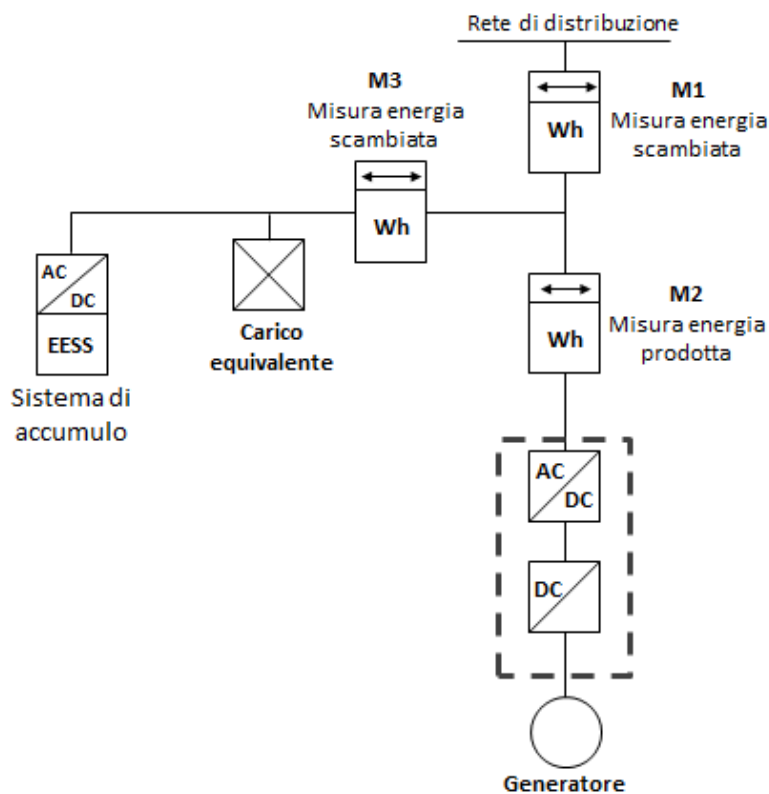 Rete di distribuzione
M1
Misura energia
scambiata
Wh
M3
Misura energia
scambiata
Wh
AC
DC
EESS
Sistema di
accumulo
Carico
equivalente
M2
Misura energia
prodotta
Wh
AC
DC
DC
Generatore